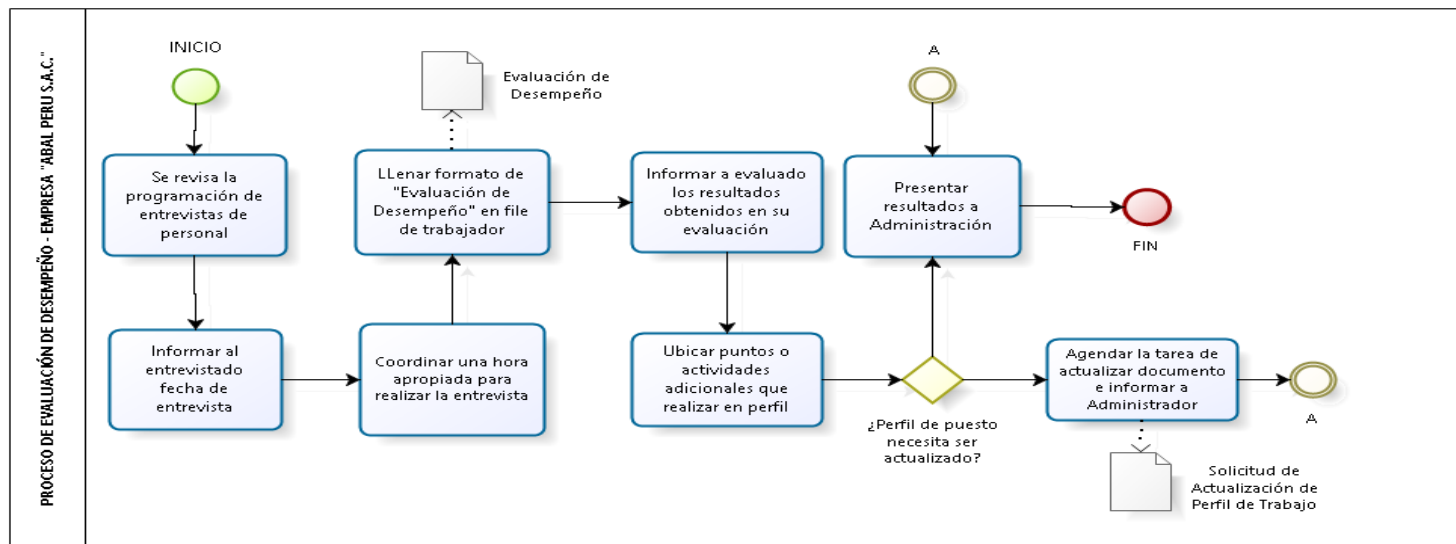 PROCESO DE EVALUACIÓN DE DESEMPEÑO - EMPRESA "ABAL PERU S.A.C."
INICIO
Se revisa la
programación de
entrevistas de
personal
Informar al
entrevistado
fecha de
entrevista
Coordinar una hora
apropiada para
realizar la entrevista
LLenar formato de
"Evaluación de
Desempeño" en file
de trabajador
Evaluación de
Desempeño
Informar a evaluado
los resultados
obtenidos en su
evaluación
Ubicar puntos o
actividades
adicionales que
realizar en perfil
¿Perfil de puesto
necesita ser
actualizado?
A
Presentar
resultados a
Administración
FIN
Agendar la tarea de
actualizar documento
e informar a
Administrador
A
Solicitud de
Actualización de
Perfil de Trabajo